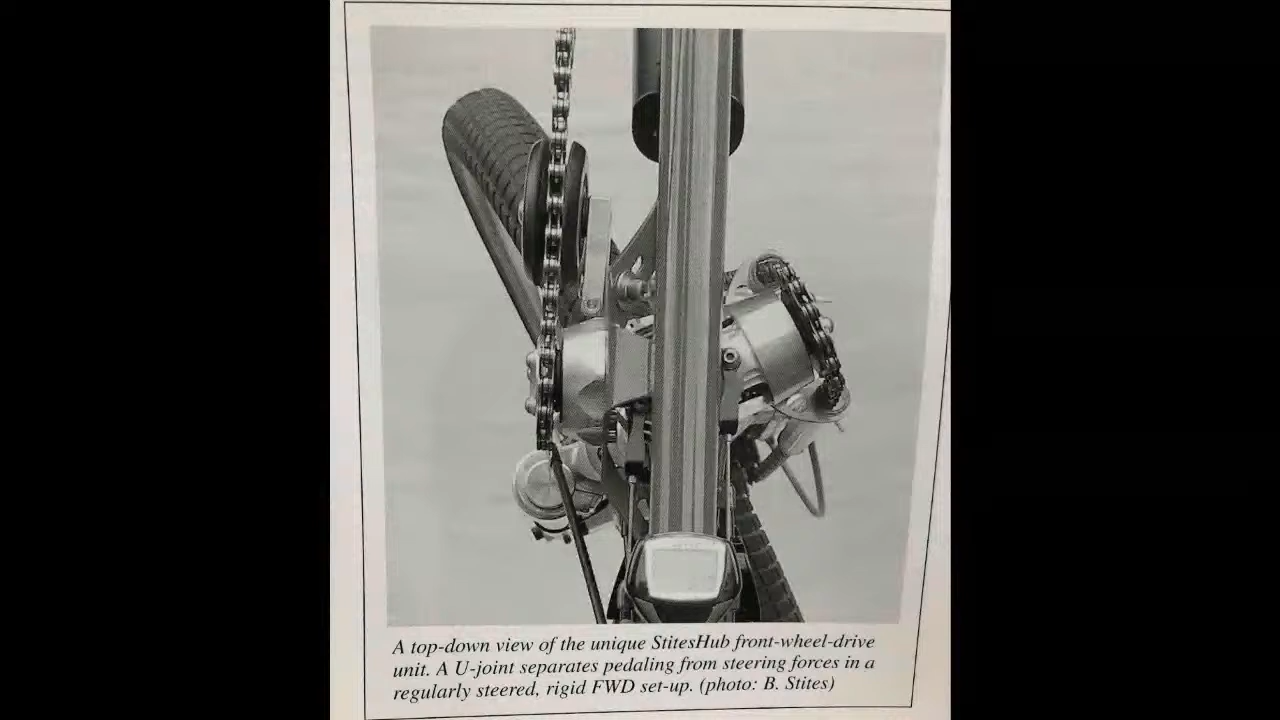 A top-down view of the unique StitesHub front-wheel-drive
unit. A U-joint separates pedaling from steering forces in a
regularly steered, rigid FWD set-up. (photo: B. Stites)